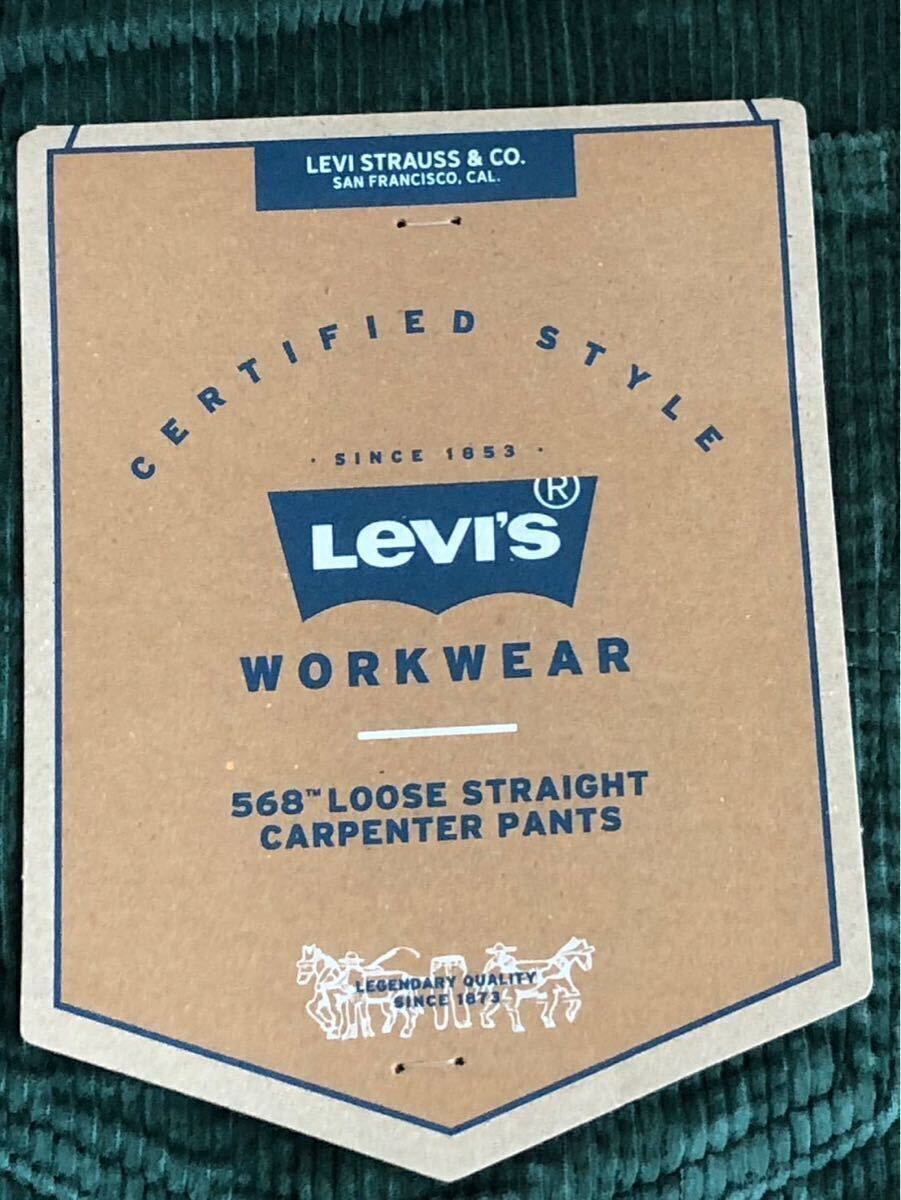 LEVI STRAUSS & CO.
SAN FRANCISCO, CAL.
CERTIFIED STYLE
· SINCE 1853 ·
LEVI'S ®
WORKWEAR
568™ LOOSE STRAIGHT
CARPENTER PANTS
LEGENDARY QUALITY
SINCE 1873